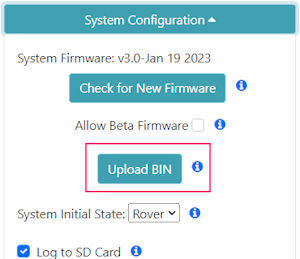 System Configuration
System Firmware: v3.0-Jan 19 2023
Check for New Firmware
Allow Beta Firmware
Upload BIN
System Initial State: Rover
Log to SD Card